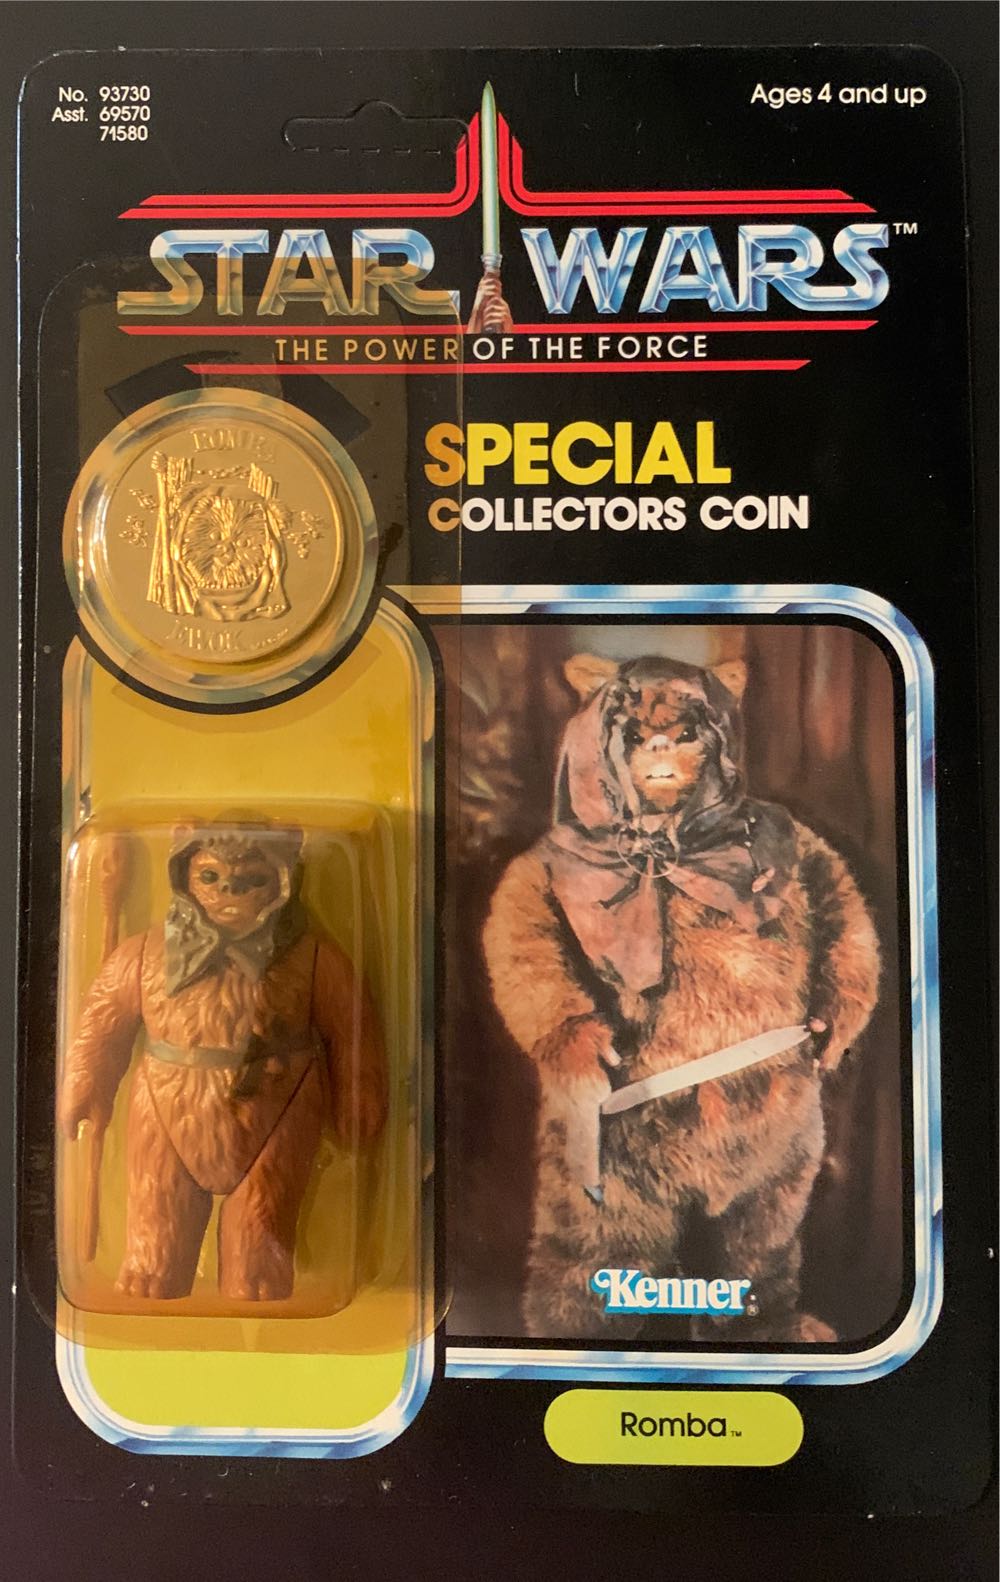 No. 93730
Asst. 69570
71580
Ages 4 and up
STAR WARS™
THE POWER OF THE FORCE
SPECIAL
COLLECTORS COIN
ROMBA
EWOK
Kenner®
Romba™